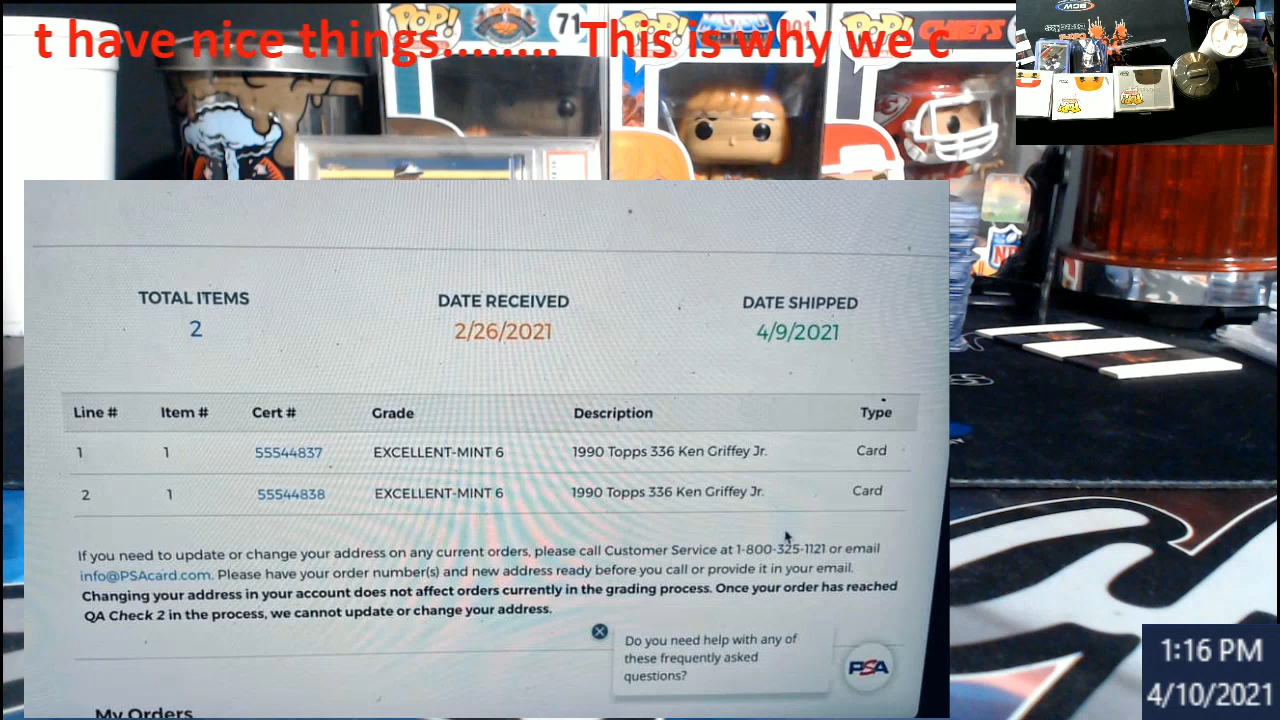 t have nice things....... This is why we c
POP!
71
POP!
POP!
CHIEFS
TOTAL ITEMS
DATE RECEIVED
DATE SHIPPED
2
2/26/2021
4/9/2021
Line # Item # Cert # Grade Description Type
1 1 55544837 EXCELLENT-MINT 6 1990 Topps 336 Ken Griffey Jr. Card
2 1 55544838 EXCELLENT-MINT 6 1990 Topps 336 Ken Griffey Jr. Card
If you need to update or change your address on any current orders, please call Customer Service at 1-800-325-1121 or email
info@PSAcard.com. Please have your order number(s) and new address ready before you call or provide it in your email.
Changing your address in your account does not affect orders currently in the grading process. Once your order has reached
QA Check 2 in the process, we cannot update or change your address.
Do you need help with any of
these frequently asked
questions?
PSA
My Orders
1:16 PM
4/10/2021